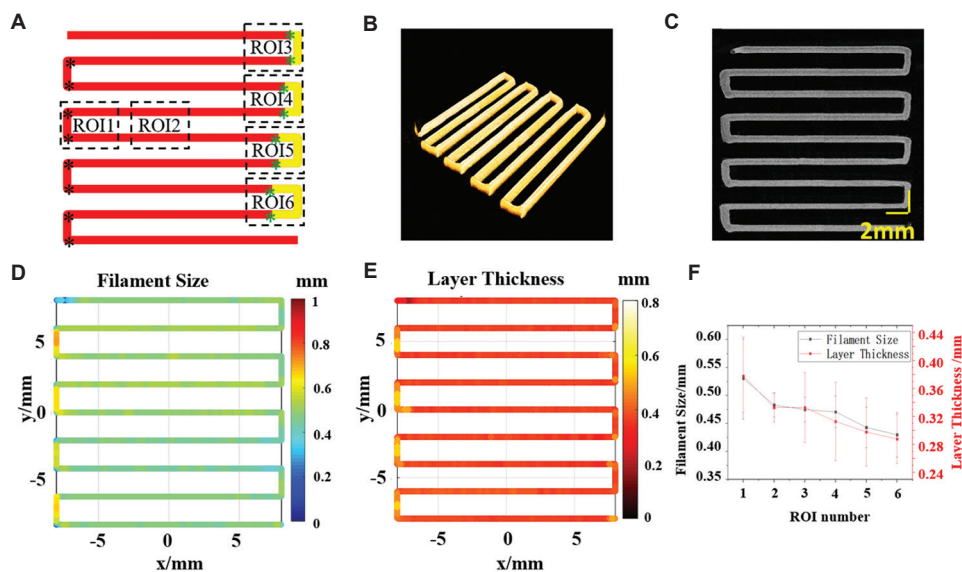 A
B
C
ROI3
ROI4
ROI1
ROI2
ROI5
ROI6
2mm
D
Filament Size
mm
E
Layer Thickness
mm
F
1
0.8
0.6
0.4
0.2
0
5
0
-5
y/mm
-5
0
5
x/mm
0.8
0.6
0.4
0.2
0
5
0
-5
y/mm
-5
0
5
x/mm
Filament Size
Layer Thickness
0.60
0.55
0.50
0.45
0.40
0.35
Filament Size/mm
0.44
0.40
0.36
0.32
0.28
0.24
Layer Thickness /mm
1 2 3 4 5 6
ROI number